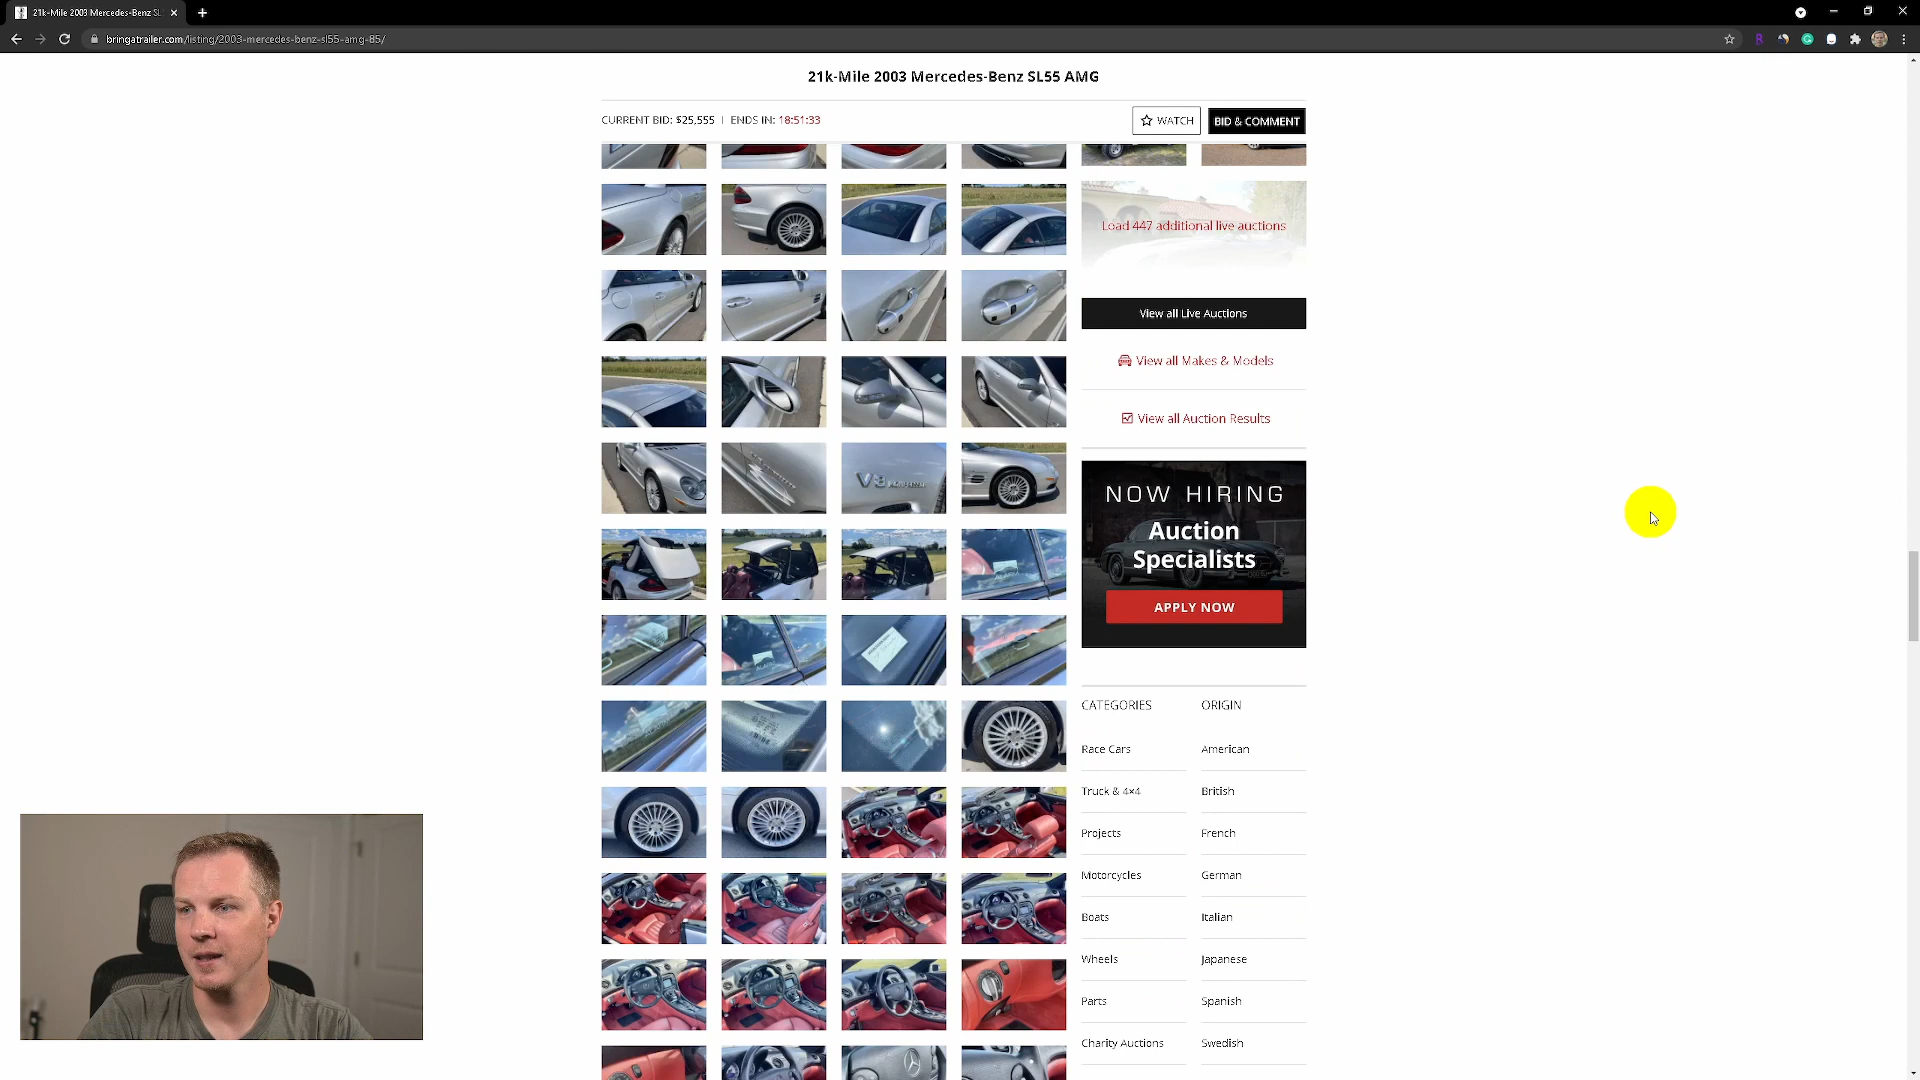 21k-Mile 2003 Mercedes-Benz SL
bringatrailer.com/listing/2003-mercedes-benz-sl55-amg-85/
21k-Mile 2003 Mercedes-Benz SL55 AMG
CURRENT BID: $25,555 | ENDS IN: 18:51:33
WATCH
BID & COMMENT
Load 447 additional live auctions
View all Live Auctions
View all Makes & Models
View all Auction Results
NOW HIRING
Auction
Specialists
APPLY NOW
CATEGORIES
Race Cars
Truck & 4×4
Projects
Motorcycles
Boats
Wheels
Parts
Charity Auctions
ORIGIN
American
British
French
German
Italian
Japanese
Spanish
Swedish
V8